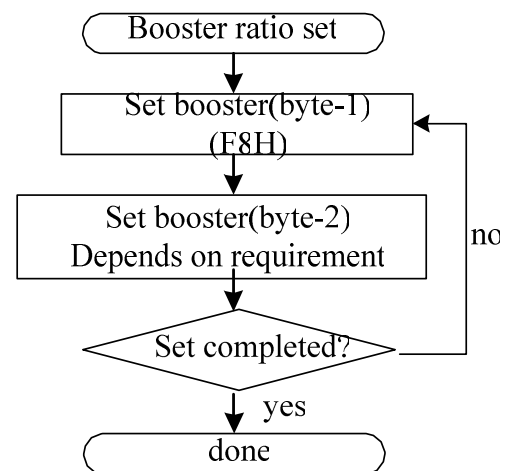 Booster ratio set
Set booster(byte-1)
(F8H)
Set booster(byte-2)
Depends on requirement
no
Set completed?
yes
done